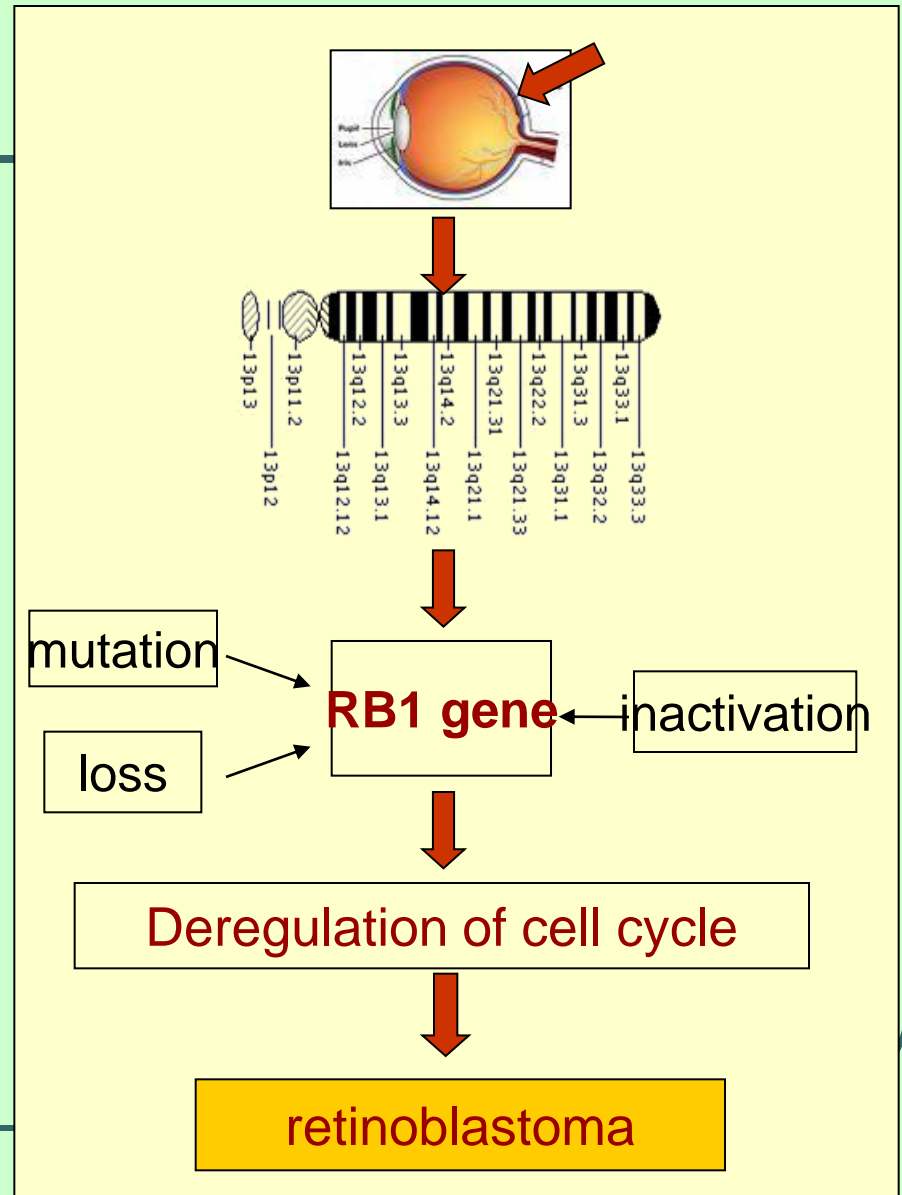 Pupil
Lens
Iris
13p13
13p12
13p11.2
13q12.12
13q12.2
13q13.1
13q13.3
13q14.12
13q14.2
13q21.1
13q21.31
13q21.33
13q22.2
13q31.1
13q31.3
13q32.2
13q33.1
13q33.3
mutation
RB1 gene
inactivation
loss
Deregulation of cell cycle
retinoblastoma